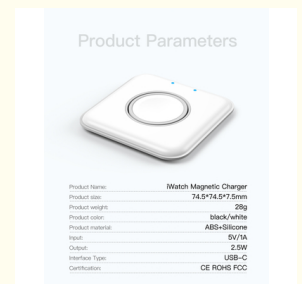 Product Parameters
Product Name: iWatch Magnetic Charger
Product size: 74.5*74.5*7.5mm
Product weight: 28g
Product color: black/white
Product material: ABS+Silicone
Input: 5V/1A
Output: 2.5W
Interface Type: USB-C
Certification: CE ROHS FCC